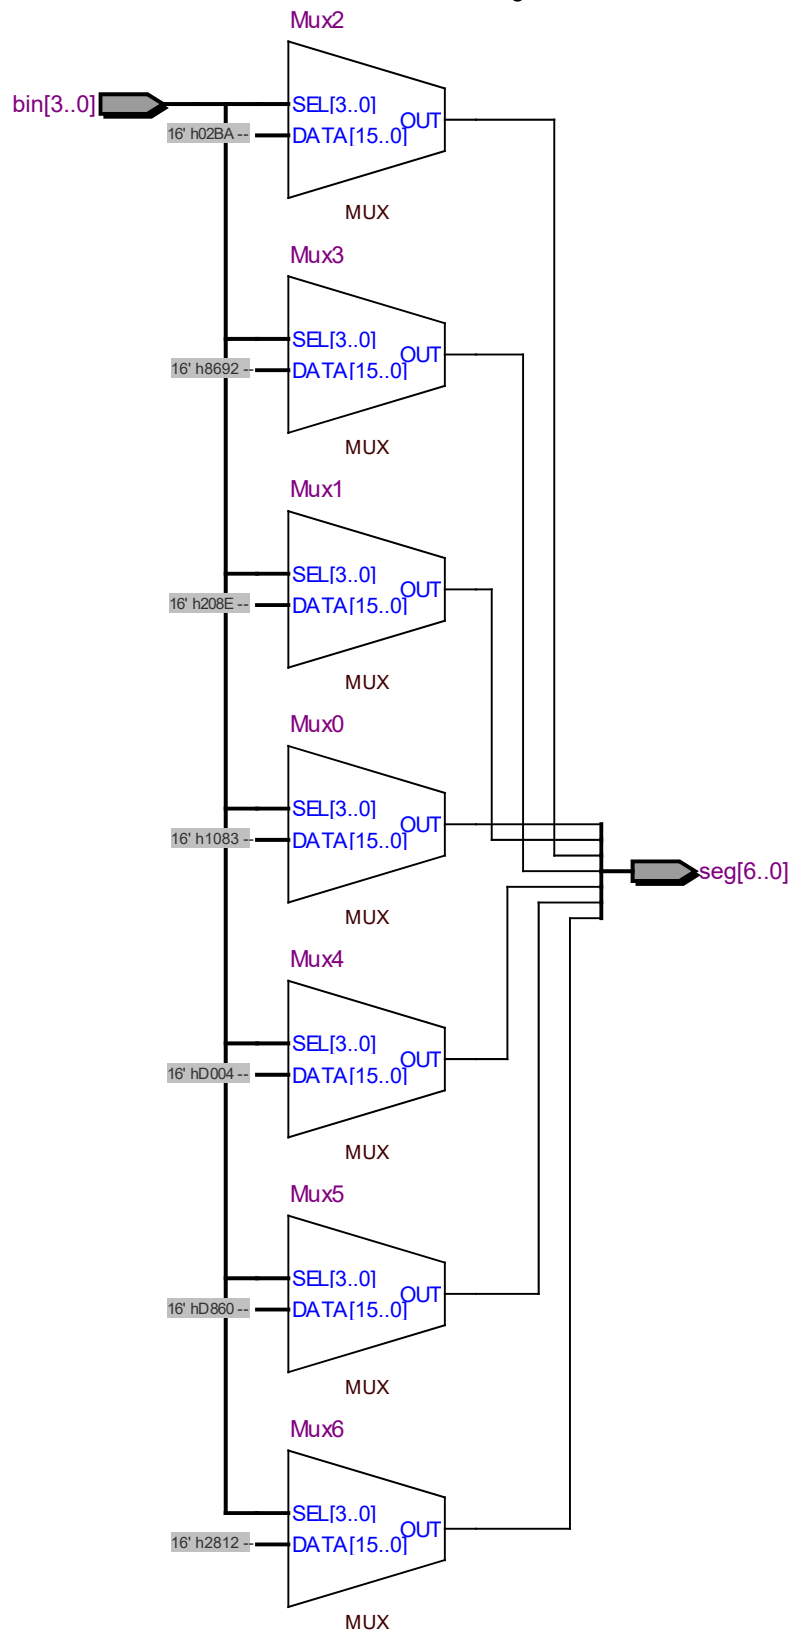 Mux2
bin[3..0]
SEL[3..0]
OUT
16' h02BA --
DATA[15..0]
MUX
Mux3
SEL[3..0]
OUT
16' h8692 --
DATA[15..0]
MUX
Mux1
SEL[3..0]
OUT
16' h208E --
DATA[15..0]
MUX
Mux0
SEL[3..0]
OUT
16' h1083 --
DATA[15..0]
MUX
seg[6..0]
Mux4
SEL[3..0]
OUT
16' hD004 --
DATA[15..0]
MUX
Mux5
SEL[3..0]
OUT
16' hD860 --
DATA[15..0]
MUX
Mux6
SEL[3..0]
OUT
16' h2812 --
DATA[15..0]
MUX